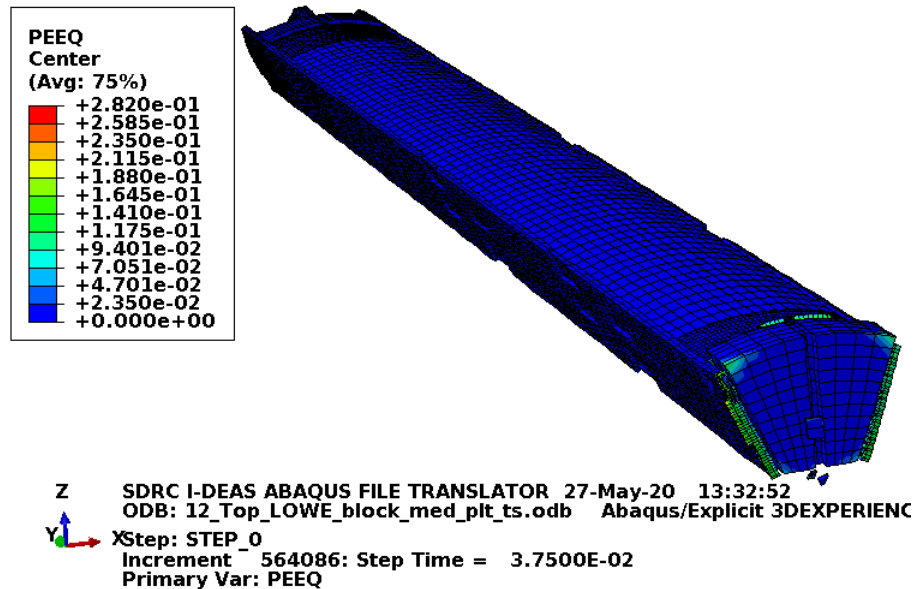 PEEQ
Center
(Avg: 75%)
+2.820e-01
+2.585e-01
+2.350e-01
+2.115e-01
+1.880e-01
+1.645e-01
+1.410e-01
+1.175e-01
+9.401e-02
+7.051e-02
+4.701e-02
+2.350e-02
+0.000e+00
Z
Y
X
SDRC I-DEAS ABAQUS FILE TRANSLATOR 27-May-20 13:32:52
ODB: 12_Top_LOWE_block_med_plt_ts.odb Abaqus/Explicit 3DEXPERIENC
Step: STEP_0
Increment 564086: Step Time = 3.7500E-02
Primary Var: PEEQ